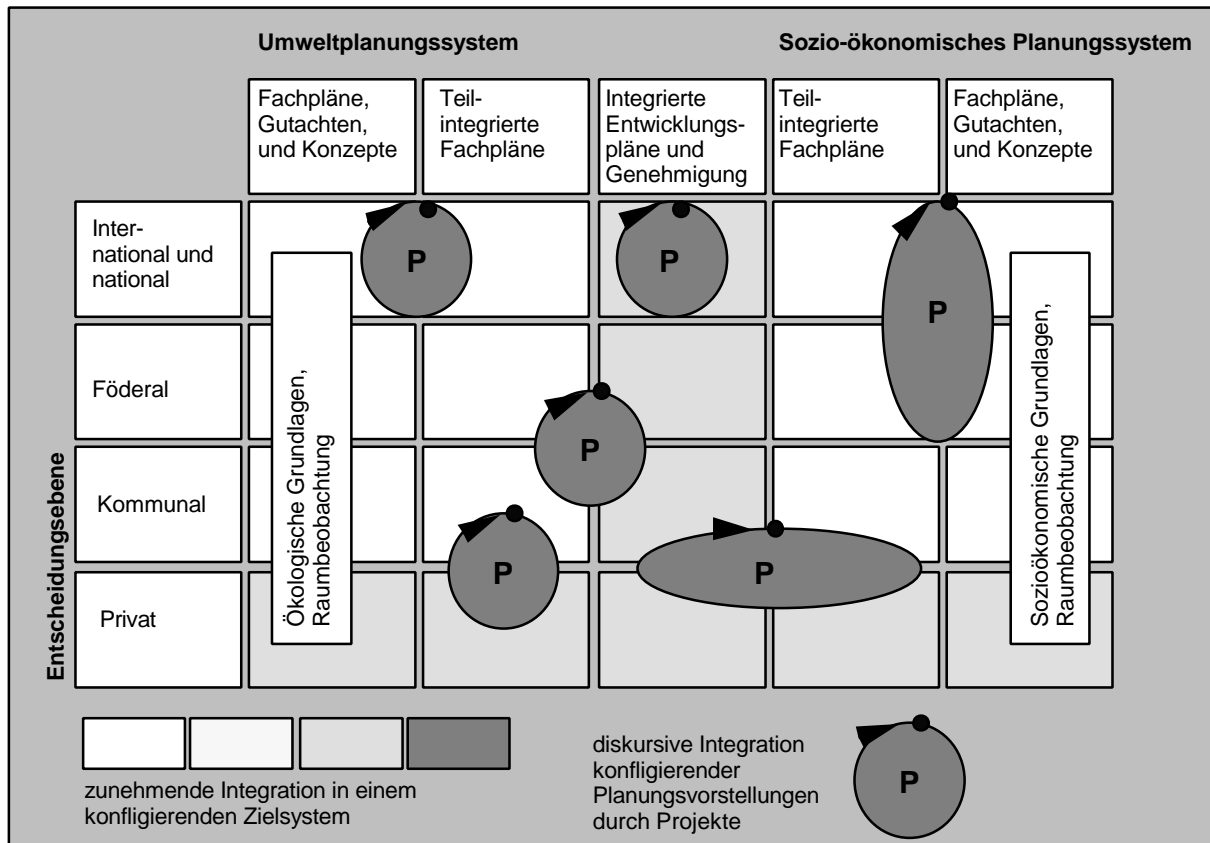 Umweltplanungssystem
Sozio-ökonomisches Planungssystem
Fachpläne,
Gutachten,
und Konzepte
Teil-
integrierte
Fachpläne
Integrierte
Entwicklungs-
pläne und
Genehmigung
Teil-
integrierte
Fachpläne
Fachpläne,
Gutachten,
und Konzepte
Entscheidungsebene
Inter-
national und
national
Föderal
Kommunal
Privat
Ökologische Grundlagen,
Raumbeobachtung
P
P
P
P
P
P
Sozioökonomische Grundlagen,
Raumbeobachtung
zunehmende Integration in einem
konfligierenden Zielsystem
diskursive Integration
konfligierender
Planungsvorstellungen
durch Projekte
P